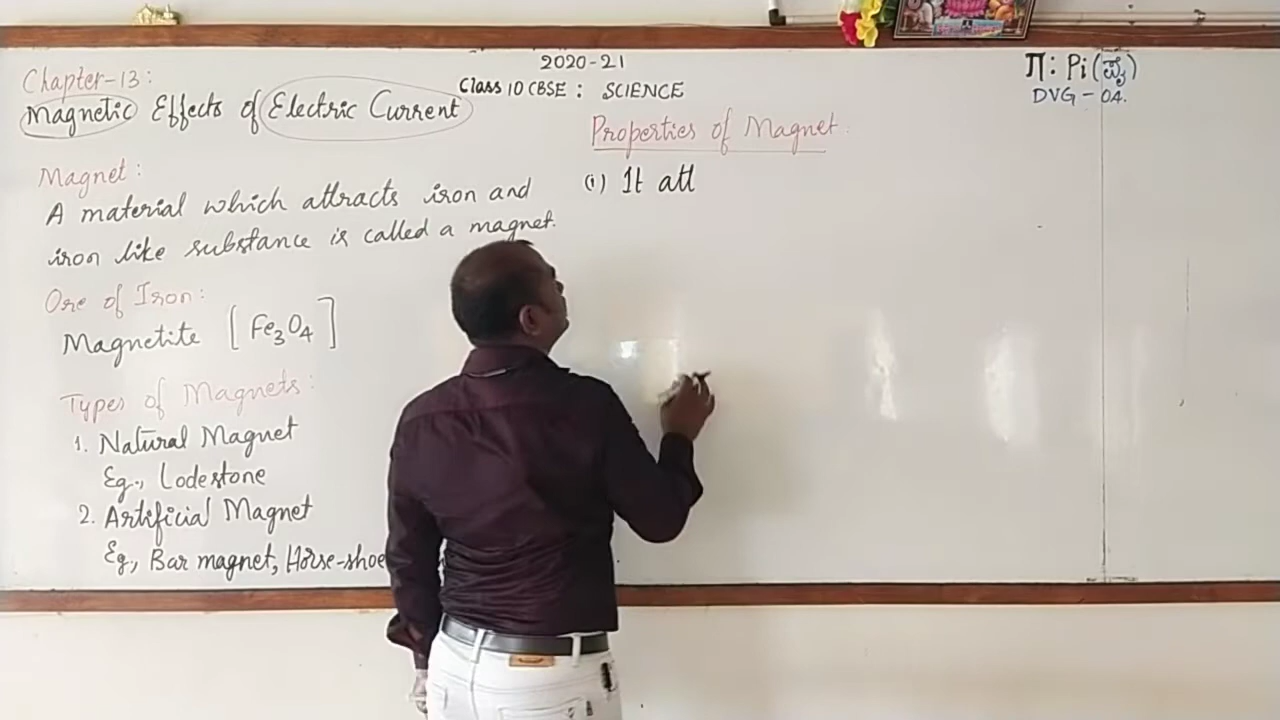 2020-21
Class 10 CBSE : SCIENCE
Π: Pi (ಪೈ)
DVG - 04.
Chapter-13:
Magnetic Effects of Electric Current
Magnet:
A material which attracts iron and
iron like substance is called a magnet.
Ore of Iron:
Magnetite [Fe₃O₄]
Types of Magnets:
1. Natural Magnet
Eg., Lodestone
2. Artificial Magnet
Eg., Bar magnet, Horse-shoe
Properties of Magnet
(i) It att